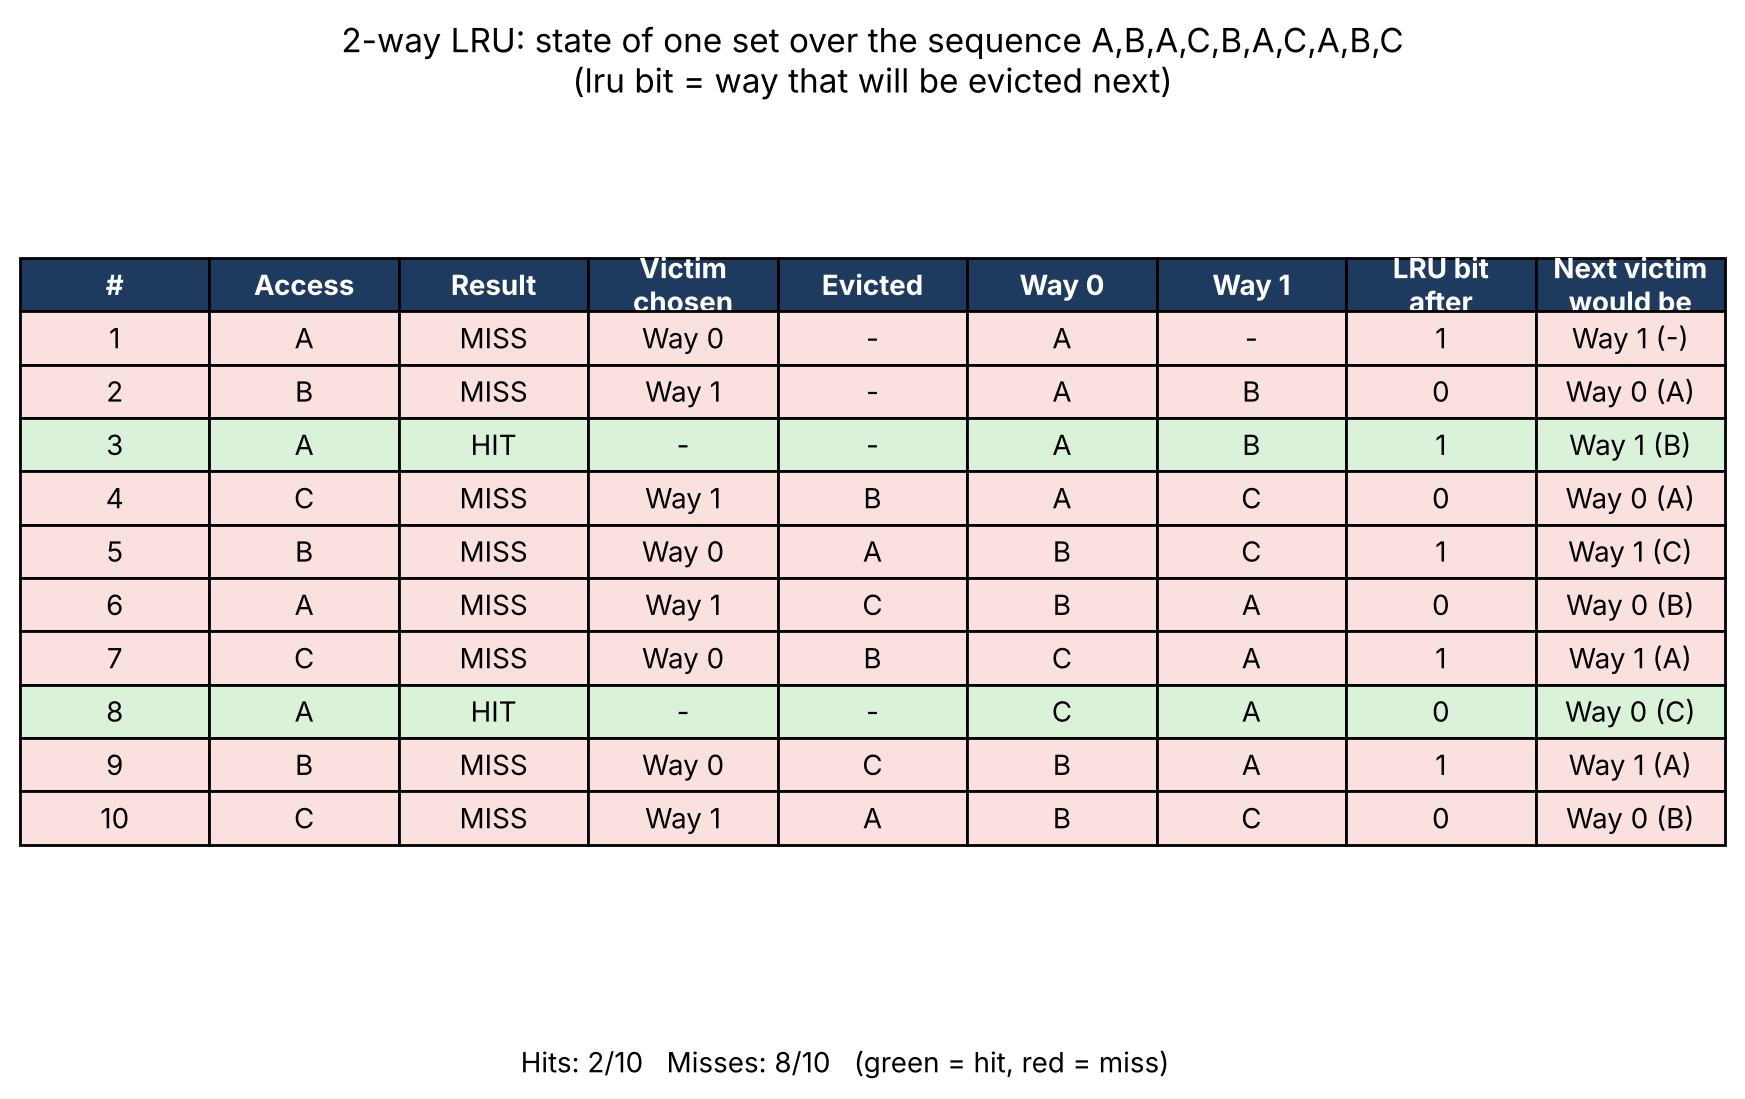 2-way LRU: state of one set over the sequence A,B,A,C,B,A,C,A,B,C
(lru bit = way that will be evicted next)
# Access Result Victim chosen Evicted Way 0 Way 1 LRU bit after Next victim would be
1 A MISS Way 0 - A - 1 Way 1 (-)
2 B MISS Way 1 - A B 0 Way 0 (A)
3 A HIT - - A B 1 Way 1 (B)
4 C MISS Way 1 B A C 0 Way 0 (A)
5 B MISS Way 0 A B C 1 Way 1 (C)
6 A MISS Way 1 C B A 0 Way 0 (B)
7 C MISS Way 0 B C A 1 Way 1 (A)
8 A HIT - - C A 0 Way 0 (C)
9 B MISS Way 0 C B A 1 Way 1 (A)
10 C MISS Way 1 A B C 0 Way 0 (B)
Hits: 2/10 Misses: 8/10 (green = hit, red = miss)